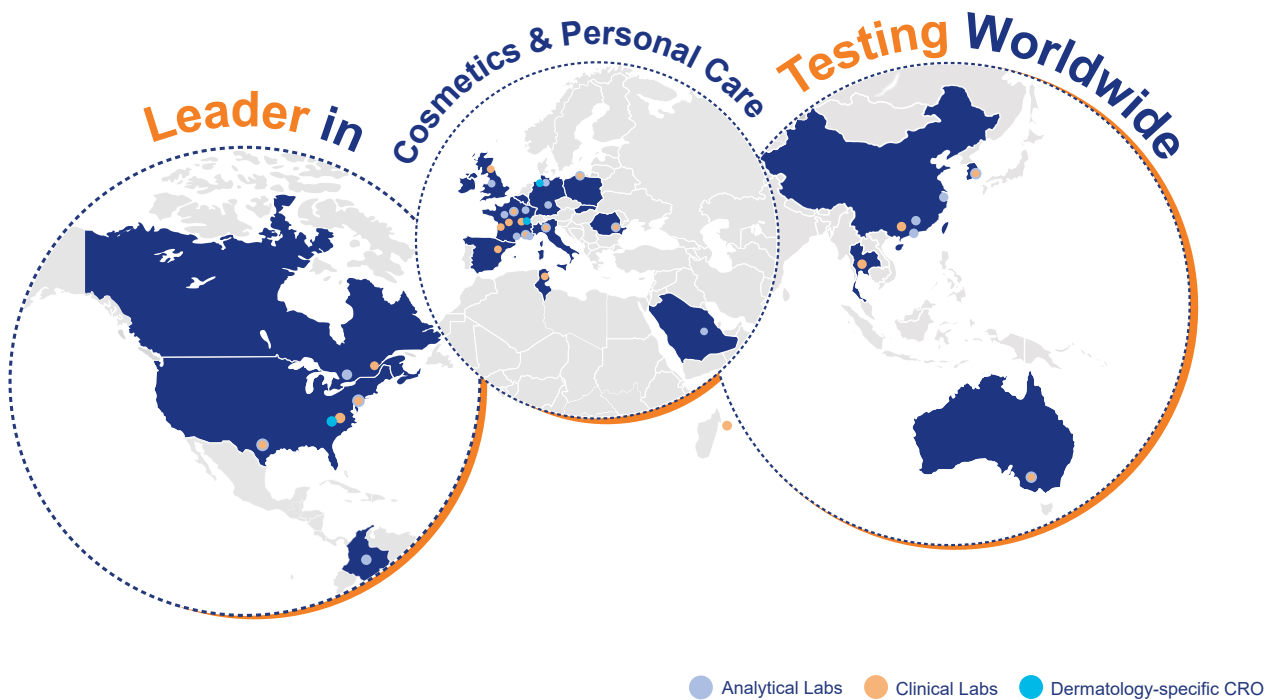 Leader in
Cosmetics & Personal Care
Testing Worldwide
Analytical Labs
Clinical Labs
Dermatology-specific CRO